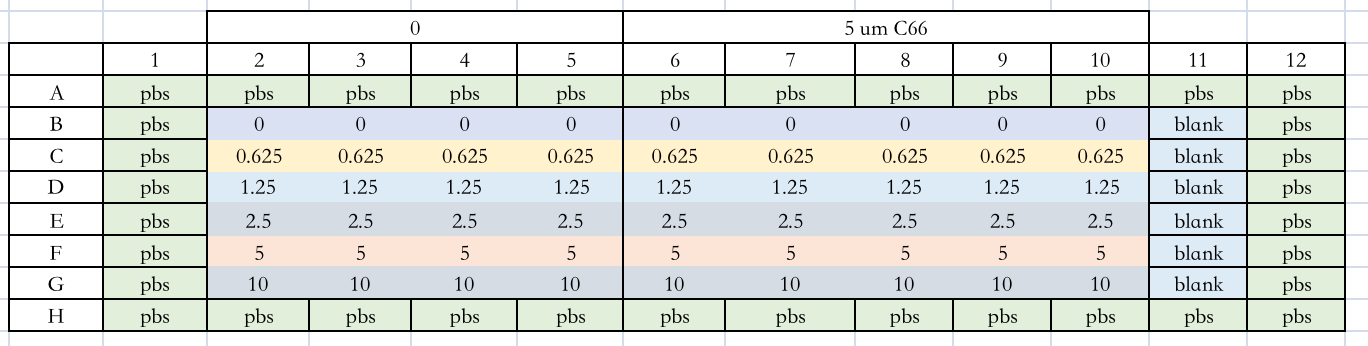 0 5 um C66
1 2 3 4 5 6 7 8 9 10 11 12
A pbs pbs pbs pbs pbs pbs pbs pbs pbs pbs pbs pbs
B pbs 0 0 0 0 0 0 0 0 0 blank pbs
C pbs 0.625 0.625 0.625 0.625 0.625 0.625 0.625 0.625 0.625 blank pbs
D pbs 1.25 1.25 1.25 1.25 1.25 1.25 1.25 1.25 1.25 blank pbs
E pbs 2.5 2.5 2.5 2.5 2.5 2.5 2.5 2.5 2.5 blank pbs
F pbs 5 5 5 5 5 5 5 5 5 blank pbs
G pbs 10 10 10 10 10 10 10 10 10 blank pbs
H pbs pbs pbs pbs pbs pbs pbs pbs pbs pbs pbs pbs